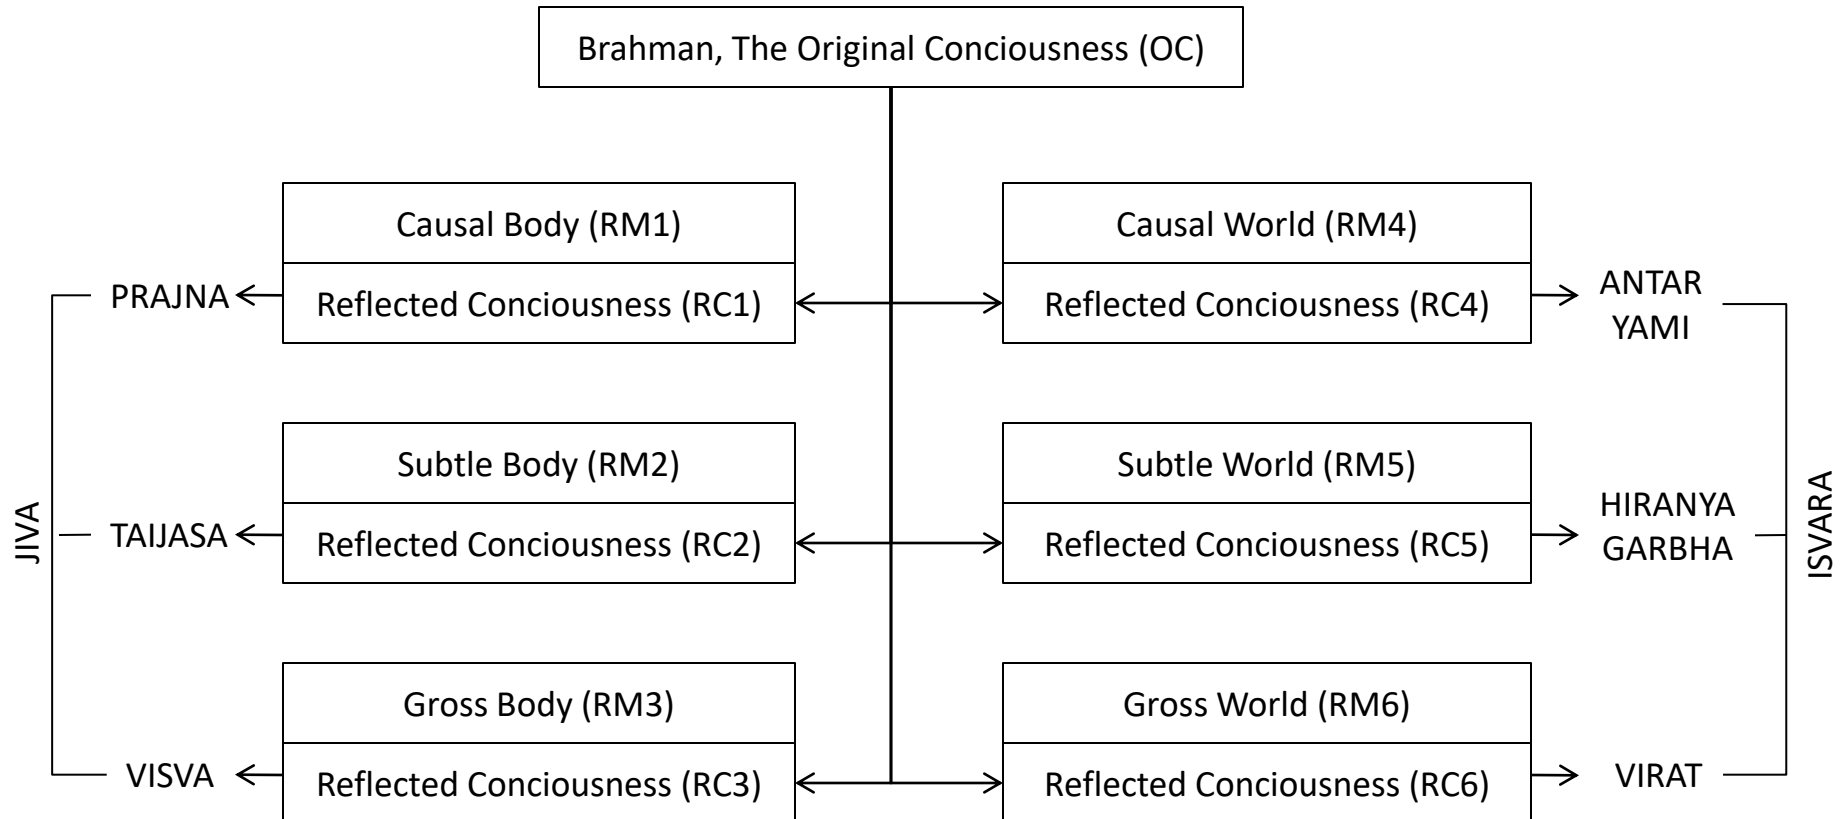 Brahman, The Original Conciousness (OC)
Causal Body (RM1)
Causal World (RM4)
PRAJNA
Reflected Conciousness (RC1)
Reflected Conciousness (RC4)
ANTAR
YAMI
Subtle Body (RM2)
Subtle World (RM5)
JIVA
TAIJASA
Reflected Conciousness (RC2)
Reflected Conciousness (RC5)
HIRANYA
GARBHA
ISVARA
Gross Body (RM3)
Gross World (RM6)
VISVA
Reflected Conciousness (RC3)
Reflected Conciousness (RC6)
VIRAT